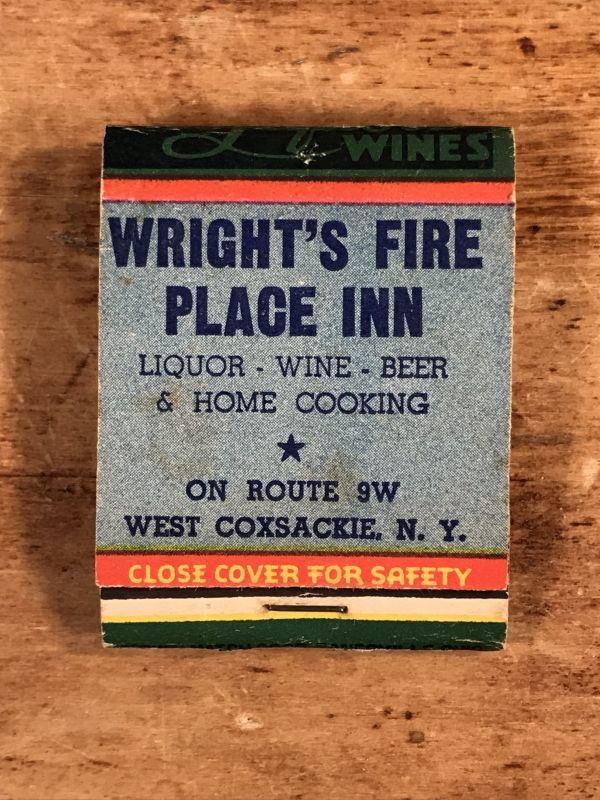 WINES
WRIGHT'S FIRE
PLACE INN
LIQUOR - WINE - BEER
& HOME COOKING
★
ON ROUTE 9W
WEST COXSACKIE, N. Y.
CLOSE COVER FOR SAFETY